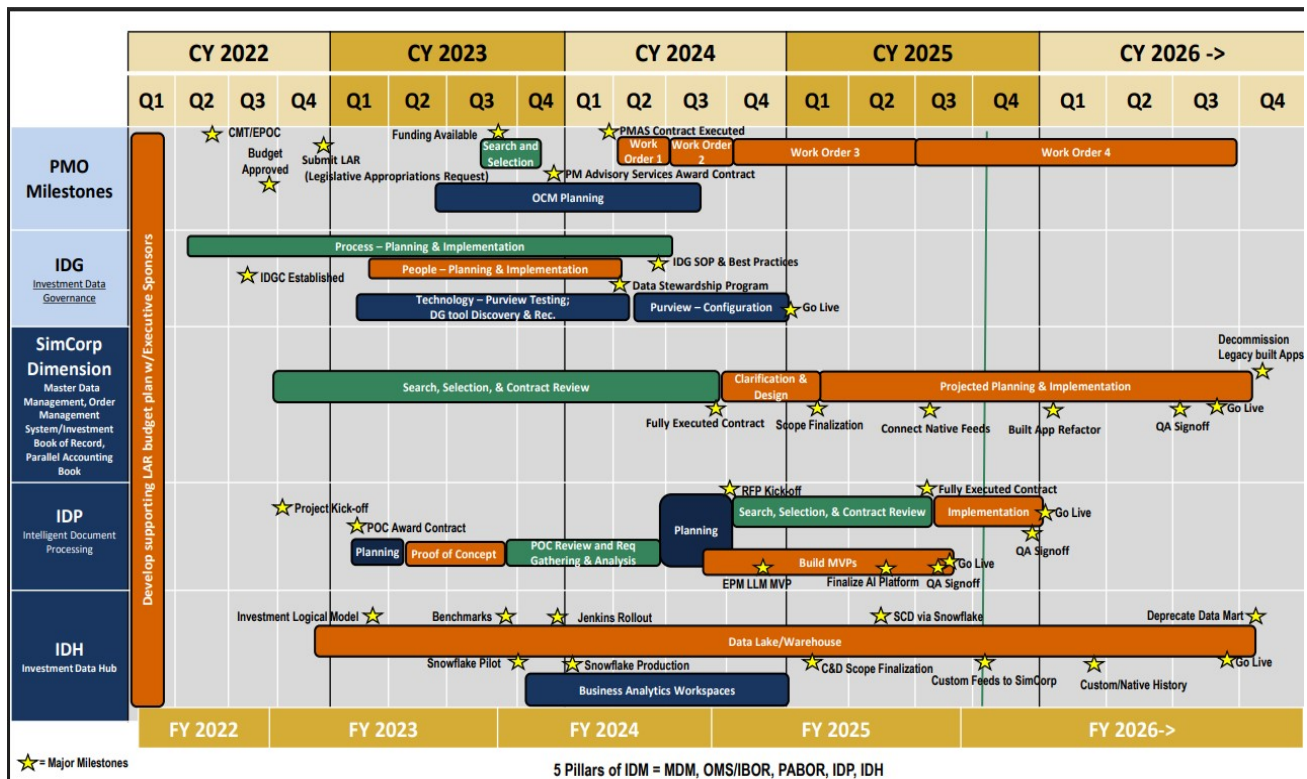 CY 2022
CY 2023
CY 2024
CY 2025
CY 2026 ->
Q1
Q2
Q3
Q4
Q1
Q2
Q3
Q4
Q1
Q2
Q3
Q4
Q1
Q2
Q3
Q4
Q1
Q2
Q3
Q4
Develop supporting LAR budget plan w/Executive Sponsors
PMO
Milestones
CMT/EPOC
Budget
Approved
Submit LAR
(Legislative Appropriations Request)
Funding Available
Search and
Selection
PM Advisory Services Award Contract
OCM Planning
PMAS Contract Executed
Work
Order 1
Work Order
2
Work Order 3
Work Order 4
IDG
Investment Data
Governance
Process – Planning & Implementation
IDGC Established
People – Planning & Implementation
IDG SOP & Best Practices
Data Stewardship Program
Technology – Purview Testing;
DG tool Discovery & Rec.
Purview – Configuration
Go Live
SimCorp
Dimension
Master Data
Management, Order
Management
System/Investment
Book of Record,
Parallel Accounting
Book
Search, Selection, & Contract Review
Clarification &
Design
Projected Planning & Implementation
Decommission
Legacy built Apps
Fully Executed Contract
Scope Finalization
Connect Native Feeds
Built App Refactor
QA Signoff
Go Live
IDP
Intelligent Document
Processing
Project Kick-off
POC Award Contract
Planning
Proof of Concept
POC Review and Req
Gathering & Analysis
Planning
RFP Kick-off
Search, Selection, & Contract Review
Fully Executed Contract
Implementation
Go Live
QA Signoff
Build MVPs
EPM LLM MVP
Finalize AI Platform
QA Signoff
Go Live
IDH
Investment Data Hub
Investment Logical Model
Benchmarks
Jenkins Rollout
SCD via Snowflake
Deprecate Data Mart
Data Lake/Warehouse
Snowflake Pilot
Snowflake Production
C&D Scope Finalization
Custom Feeds to SimCorp
Custom/Native History
Go Live
Business Analytics Workspaces
FY 2022
FY 2023
FY 2024
FY 2025
FY 2026->
= Major Milestones
5 Pillars of IDM = MDM, OMS/IBOR, PABOR, IDP, IDH